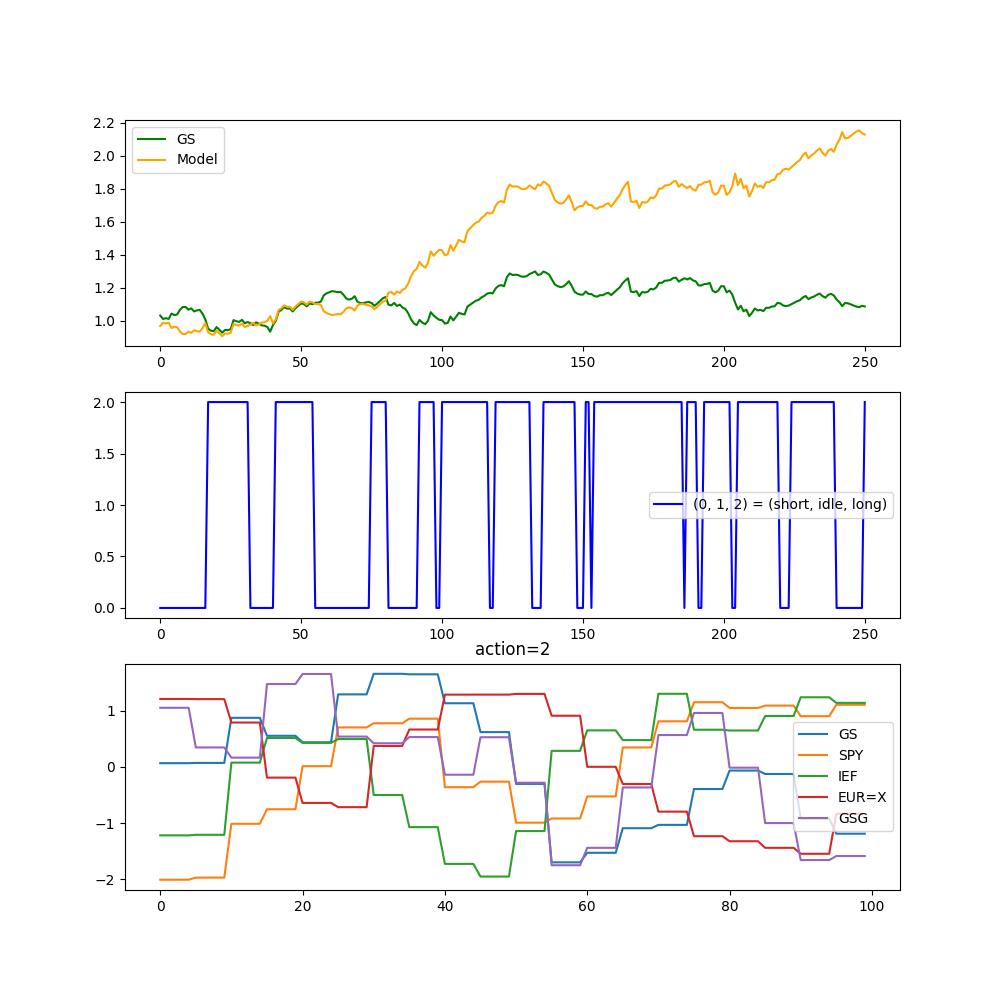 2.2
2.0
1.8
1.6
1.4
1.2
1.0
GS
Model
0 50 100 150 200 250
2.0
1.5
1.0
0.5
0.0
(0, 1, 2) = (short, idle, long)
0 50 100 150 200 250
action=2
1
0
−1
−2
GS
SPY
IEF
EUR=X
GSG
0 20 40 60 80 100